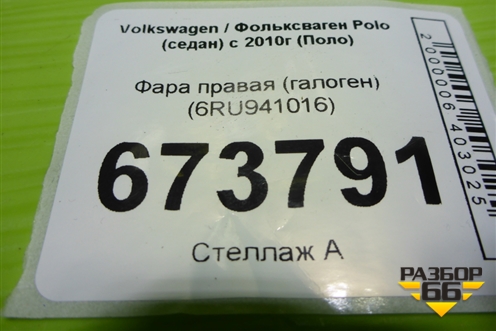 Volkswagen / Фольксваген Polo
(седан) с 2010г (Поло)
Фара правая (галоген)
(6RU941016)
673791
Стеллаж А
2000006403025
РАЗБОР
66